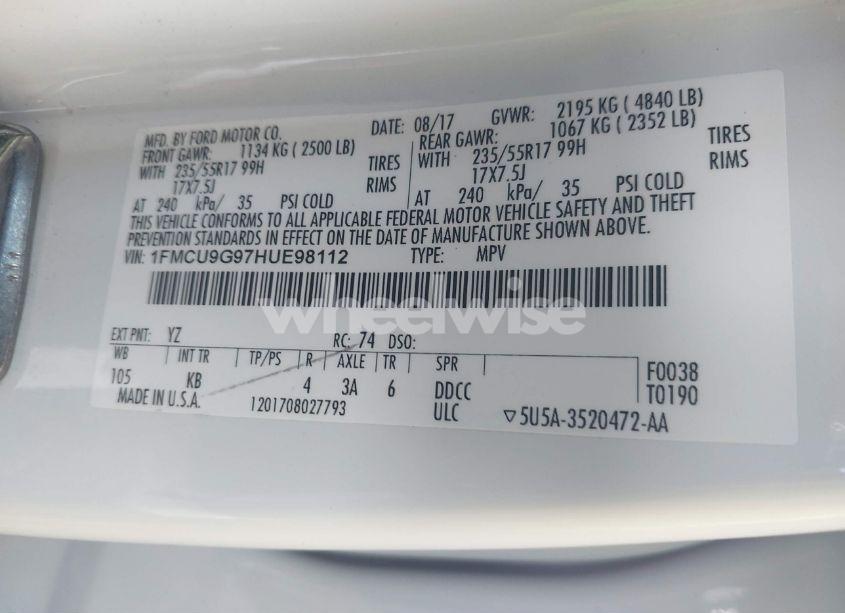 MFD. BY FORD MOTOR CO.
DATE: 08/17 GVWR: 2195 KG ( 4840 LB)
FRONT GAWR: 1134 KG ( 2500 LB)
REAR GAWR: 1067 KG ( 2352 LB)
WITH 235/55R17 99H TIRES
WITH 235/55R17 99H TIRES
17X7.5J RIMS
17X7.5J RIMS
AT 240 kPa/ 35 PSI COLD
AT 240 kPa/ 35 PSI COLD
THIS VEHICLE CONFORMS TO ALL APPLICABLE FEDERAL MOTOR VEHICLE SAFETY AND THEFT
PREVENTION STANDARDS IN EFFECT ON THE DATE OF MANUFACTURE SHOWN ABOVE.
VIN: 1FMCU9G97HUE98112 TYPE: MPV
wheelwise
EXT PNT: YZ RC: 74 DSO:
WB INT TR TP/PS R AXLE TR SPR
105 KB 4 3A 6 DDCC F0038
MADE IN U.S.A. 1201708027793 ULC T0190
▽5U5A-3520472-AA